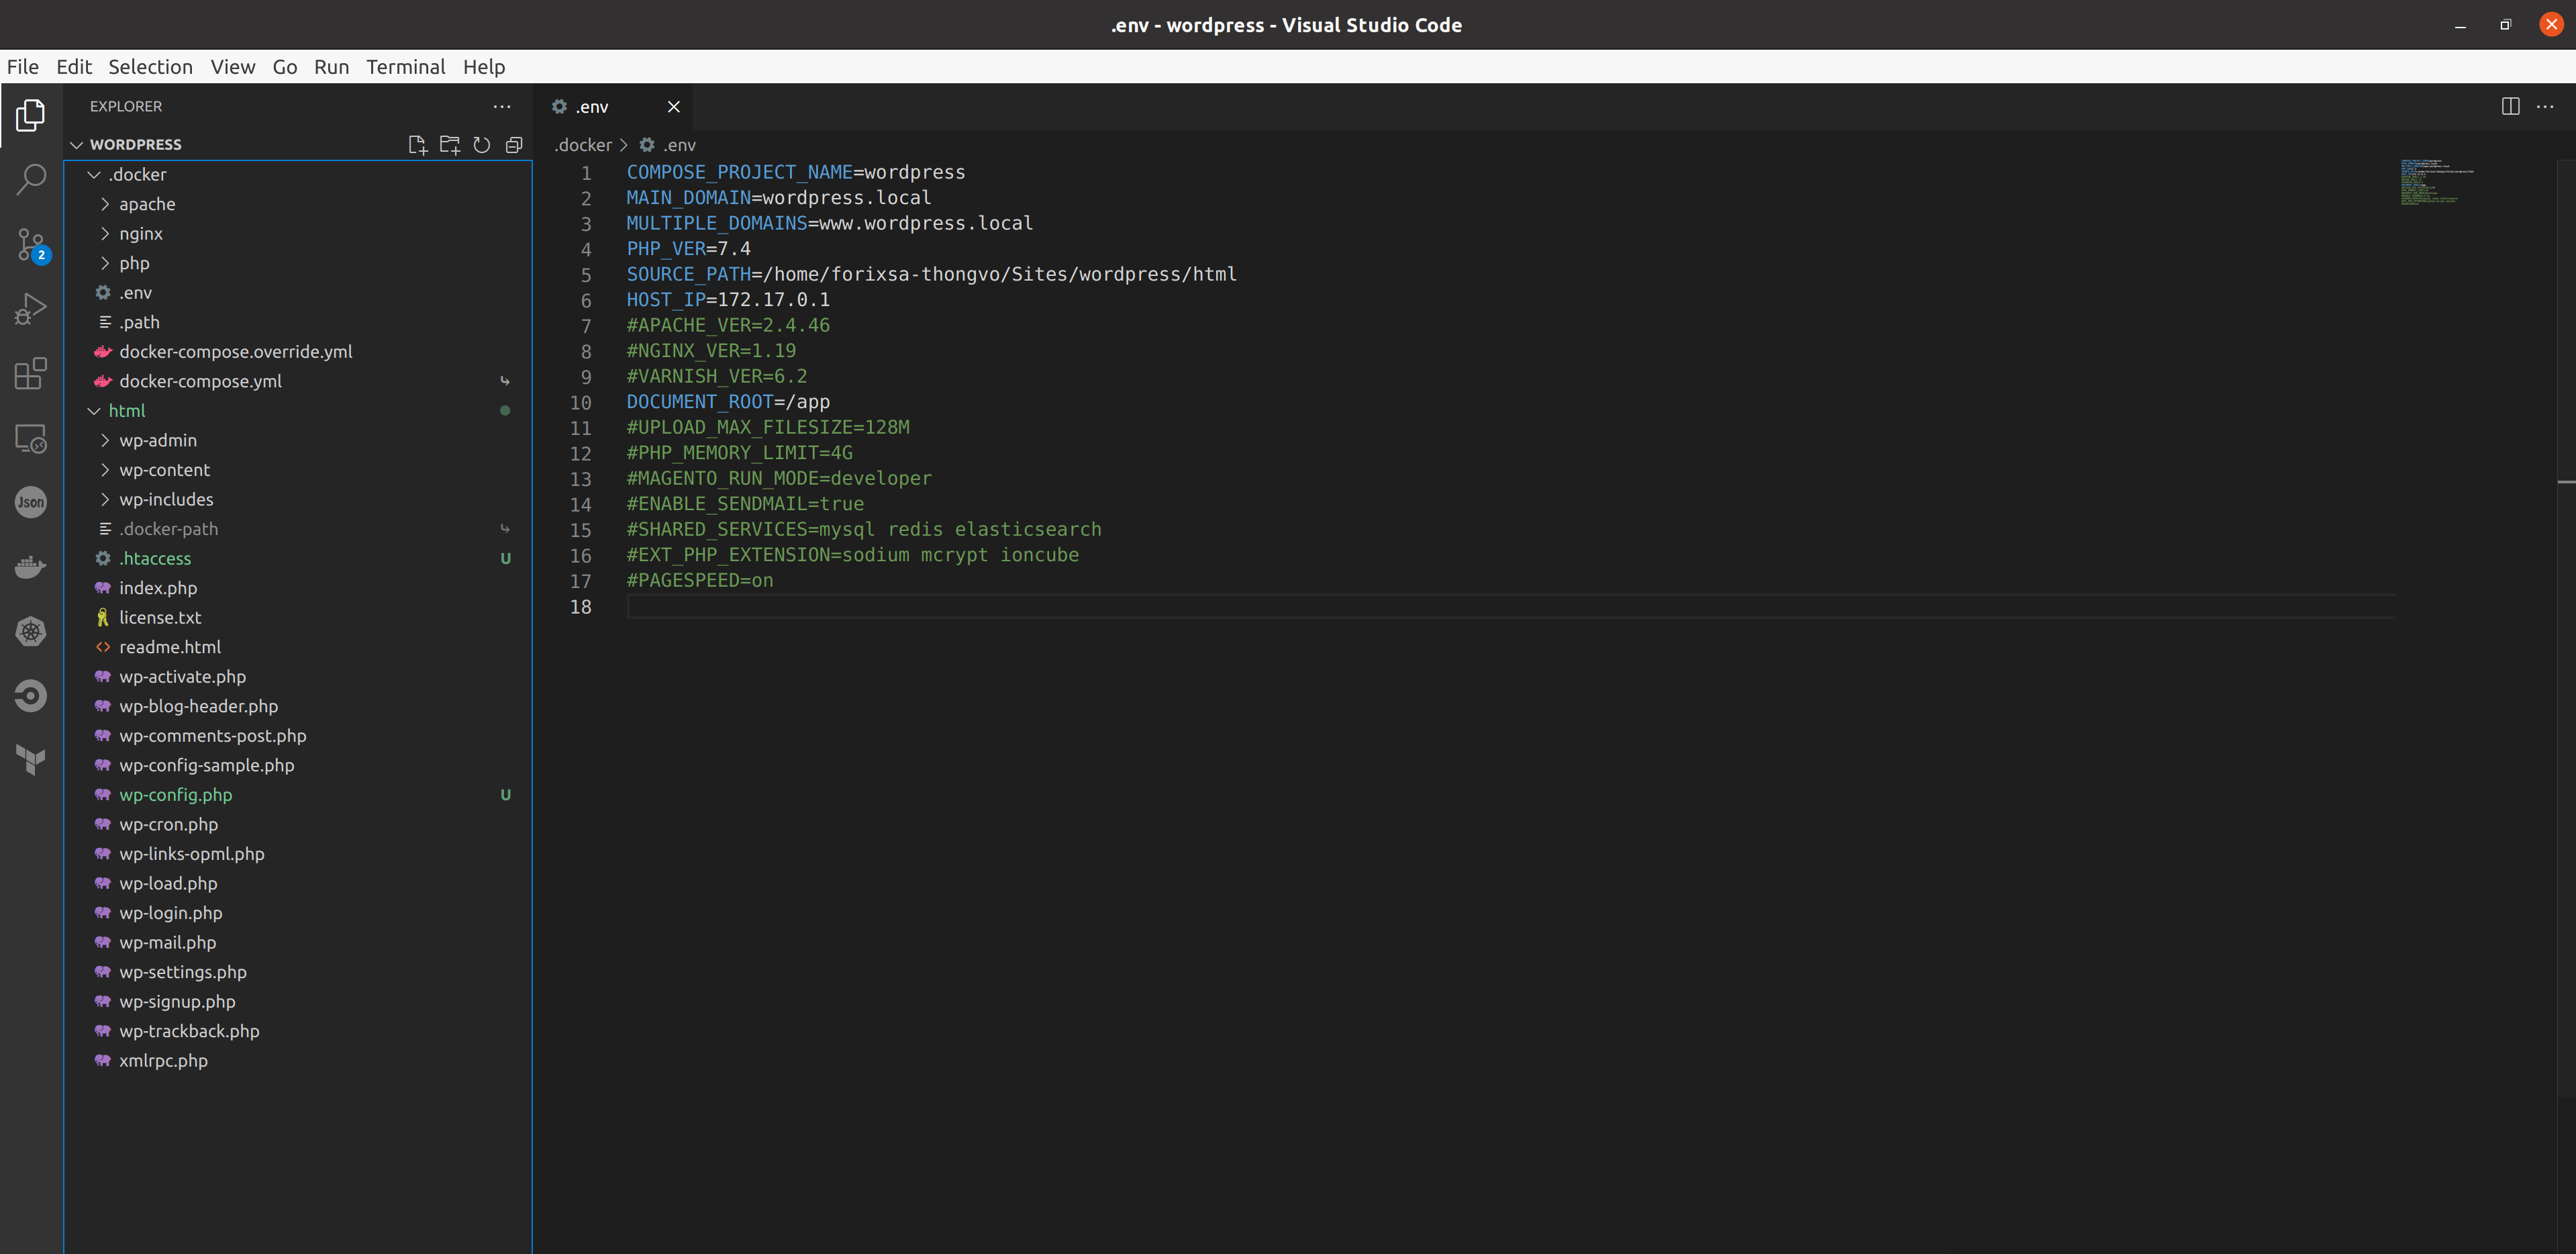 .env - wordpress - Visual Studio Code
File Edit Selection View Go Run Terminal Help
EXPLORER
WORDPRESS
.docker
apache
nginx
php
.env
.path
docker-compose.override.yml
docker-compose.yml
html
wp-admin
wp-content
wp-includes
.docker-path
.htaccess U
index.php
license.txt
readme.html
wp-activate.php
wp-blog-header.php
wp-comments-post.php
wp-config-sample.php
wp-config.php U
wp-cron.php
wp-links-opml.php
wp-load.php
wp-login.php
wp-mail.php
wp-settings.php
wp-signup.php
wp-trackback.php
xmlrpc.php
2
Json
.env
.docker > .env
1 COMPOSE_PROJECT_NAME=wordpress
2 MAIN_DOMAIN=wordpress.local
3 MULTIPLE_DOMAINS=www.wordpress.local
4 PHP_VER=7.4
5 SOURCE_PATH=/home/forixsa-thongvo/Sites/wordpress/html
6 HOST_IP=172.17.0.1
7 #APACHE_VER=2.4.46
8 #NGINX_VER=1.19
9 #VARNISH_VER=6.2
10 DOCUMENT_ROOT=/app
11 #UPLOAD_MAX_FILESIZE=128M
12 #PHP_MEMORY_LIMIT=4G
13 #MAGENTO_RUN_MODE=developer
14 #ENABLE_SENDMAIL=true
15 #SHARED_SERVICES=mysql redis elasticsearch
16 #EXT_PHP_EXTENSION=sodium mcrypt ioncube
17 #PAGESPEED=on
18